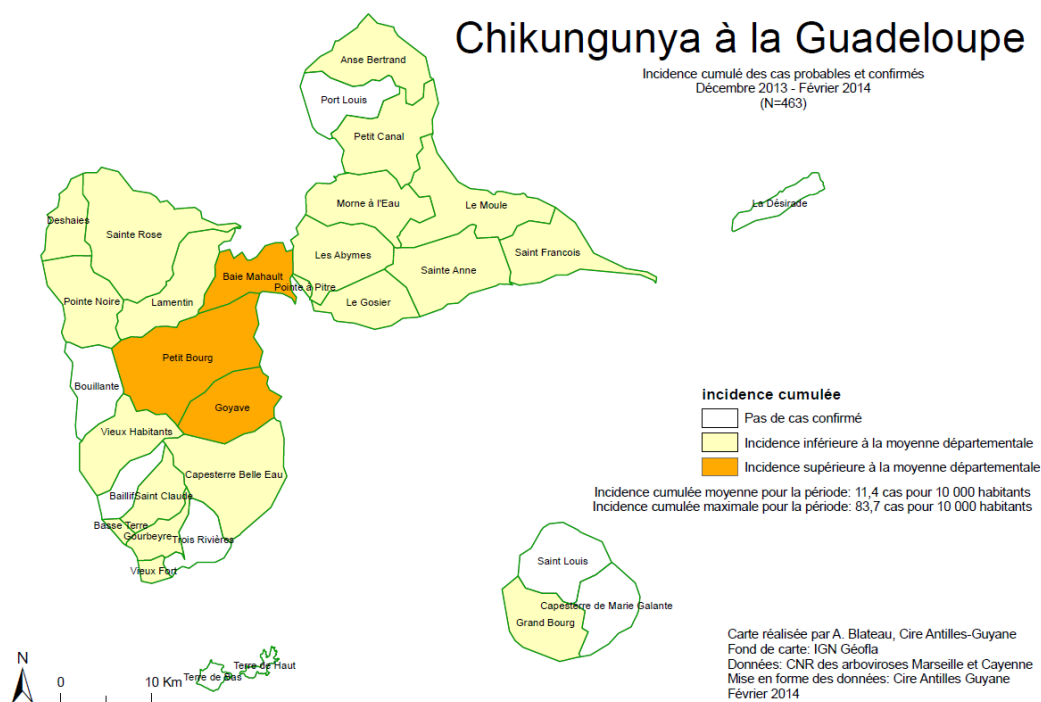 Chikungunya à la Guadeloupe
Incidence cumulé des cas probables et confirmés
Décembre 2013 - Février 2014
(N=463)
Anse Bertrand
Port Louis
Petit Canal
Morne à l'Eau
Le Moule
La Désirade
Deshaies
Sainte Rose
Les Abymes
Saint Francois
Sainte Anne
Baie Mahault
Pointe à Pitre
Pointe Noire
Lamentin
Le Gosier
Petit Bourg
Bouillante
Goyave
Vieux Habitants
Capesterre Belle Eau
Baillif
Saint Claude
Basse Terre
Gourbeyre
Trois Rivières
Vieux Fort
incidence cumulée
Pas de cas confirmé
Incidence inférieure à la moyenne départementale
Incidence supérieure à la moyenne départementale
Incidence cumulée moyenne pour la période: 11,4 cas pour 10 000 habitants
Incidence cumulée maximale pour la période: 83,7 cas pour 10 000 habitants
Saint Louis
Capesterre de Marie Galante
Grand Bourg
Terre de Haut
Terre de Bas
N
0 10 Km
Carte réalisée par A. Blateau, Cire Antilles-Guyane
Fond de carte: IGN Géofla
Données: CNR des arboviroses Marseille et Cayenne
Mise en forme des données: Cire Antilles Guyane
Février 2014